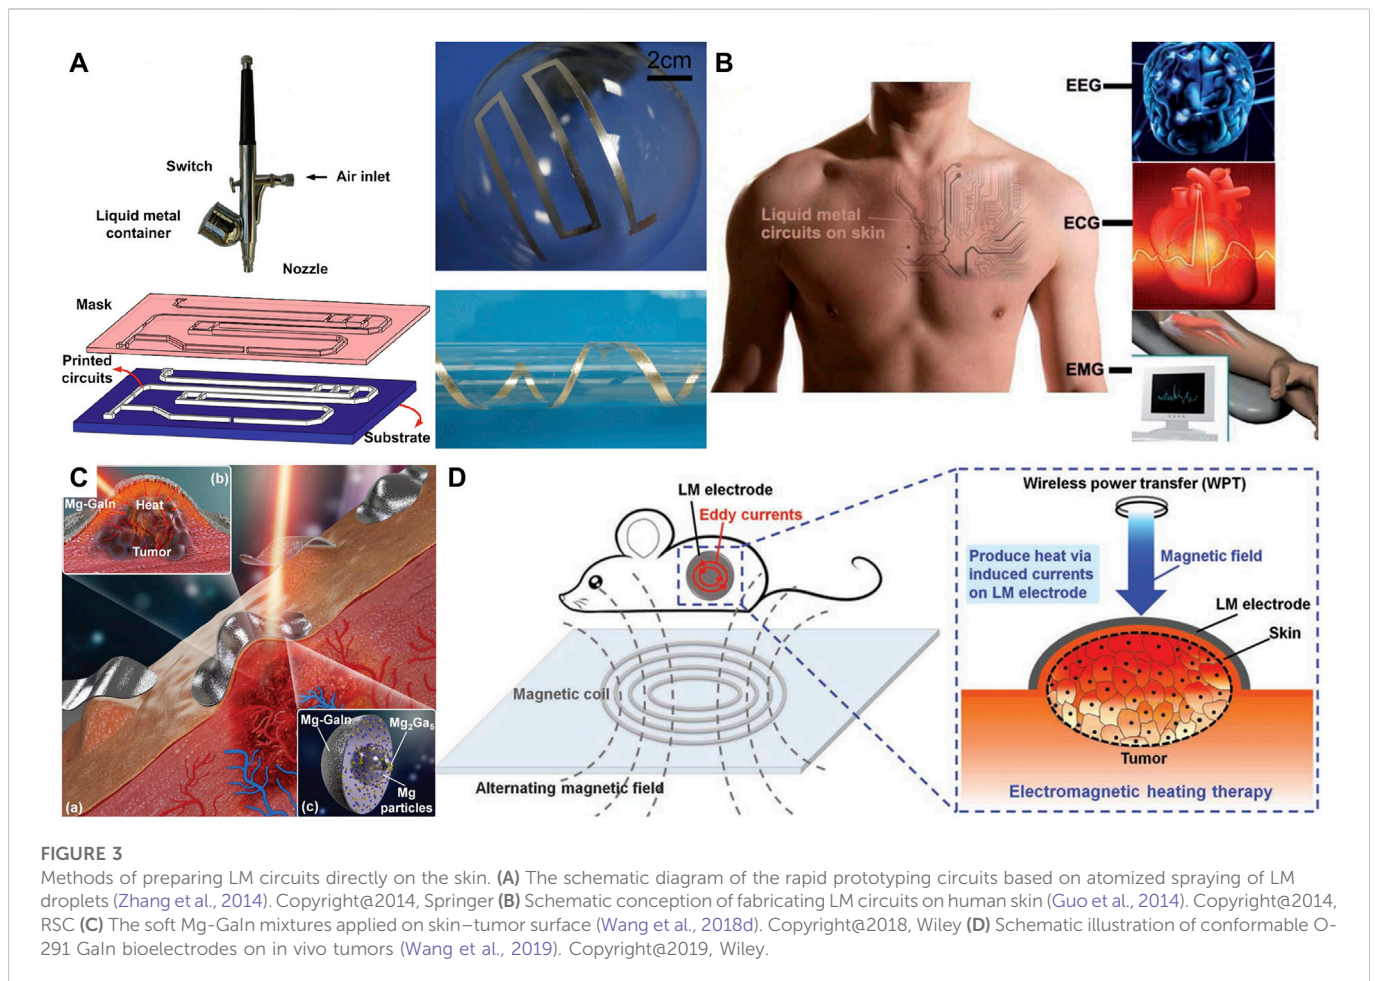 A
Switch
Air inlet
Liquid metal
container
Nozzle
Mask
Printed
circuits
Substrate
2cm
B
Liquid metal
circuits on skin
EEG
ECG
EMG
C
(b)
Mg-GaIn
Heat
Tumor
Mg-GaIn
Mg₂Ga₅
Mg
particles
(c)
(a)
D
LM electrode
Eddy currents
Magnetic coil
Alternating magnetic field
Wireless power transfer (WPT)
Produce heat via
induced currents
on LM electrode
Magnetic field
LM electrode
Skin
Tumor
Electromagnetic heating therapy
FIGURE 3
Methods of preparing LM circuits directly on the skin. (A) The schematic diagram of the rapid prototyping circuits based on atomized spraying of LM
droplets (Zhang et al., 2014). Copyright@2014, Springer (B) Schematic conception of fabricating LM circuits on human skin (Guo et al., 2014). Copyright@2014,
RSC (C) The soft Mg-GaIn mixtures applied on skin–tumor surface (Wang et al., 2018d). Copyright@2018, Wiley (D) Schematic illustration of conformable O-
291 GaIn bioelectrodes on in vivo tumors (Wang et al., 2019). Copyright@2019, Wiley.